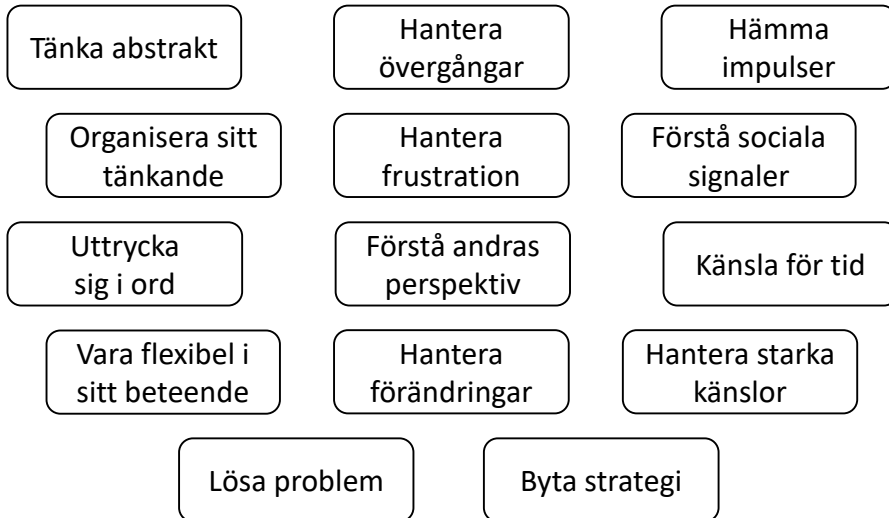 Tänka abstrakt
Hantera
övergångar
Hämma
impulser
Organisera sitt
tänkande
Hantera
frustration
Förstå sociala
signaler
Uttrycka
sig i ord
Förstå andras
perspektiv
Känsla för tid
Vara flexibel i
sitt beteende
Hantera
förändringar
Hantera starka
känslor
Lösa problem
Byta strategi